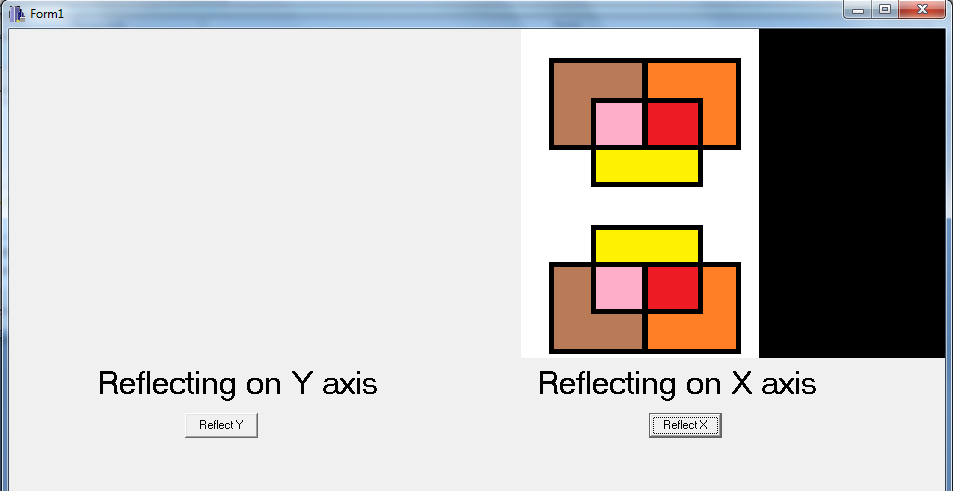 Form1
Reflecting on Y axis
Reflecting on X axis
Reflect Y
Reflect X